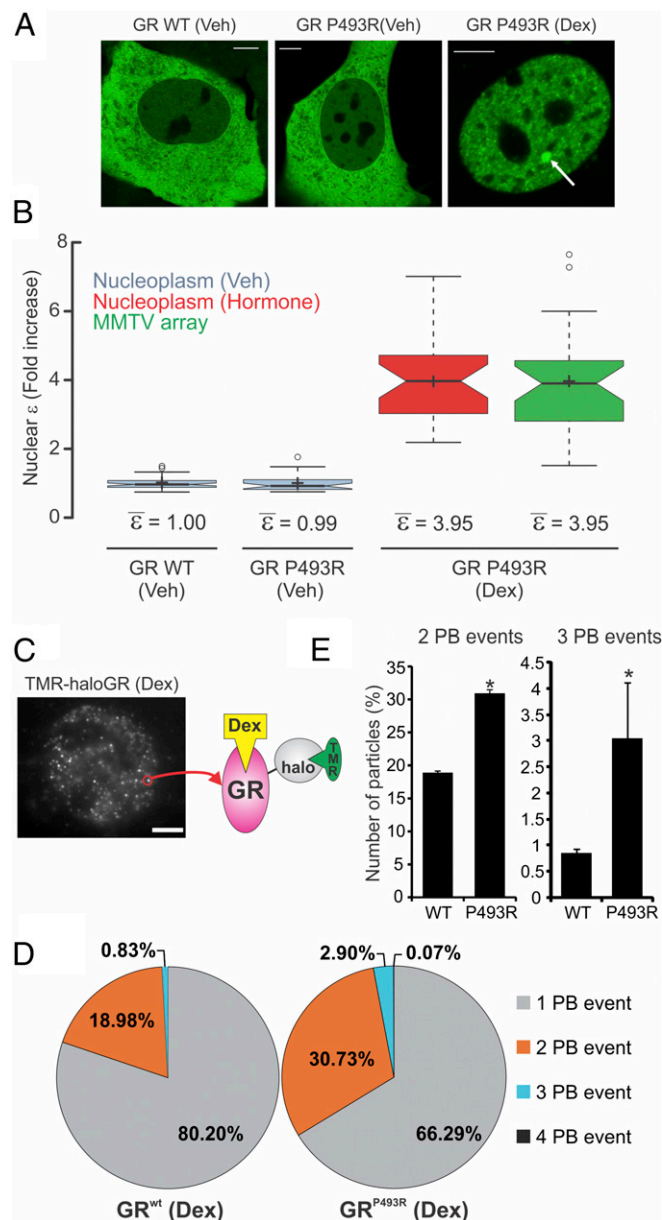 A
GR WT (Veh)
GR P493R(Veh)
GR P493R (Dex)
B
8
6
4
2
0
Nuclear ε (Fold increase)
Nucleoplasm (Veh)
Nucleoplasm (Hormone)
MMTV array
ε̅ = 1.00
ε̅ = 0.99
ε̅ = 3.95
ε̅ = 3.95
GR WT
(Veh)
GR P493R
(Veh)
GR P493R
(Dex)
C
TMR-haloGR (Dex)
Dex
GR
halo
TMR
E
2 PB events
3 PB events
Number of particles (%)
35
30
25
20
15
10
5
0
*
WT
P493R
4.5
4
3.5
3
2.5
2
1.5
1
0.5
0
*
WT
P493R
D
0.83%
18.98%
80.20%
GRwt (Dex)
2.90%
0.07%
30.73%
66.29%
GRP493R (Dex)
1 PB event
2 PB event
3 PB event
4 PB event